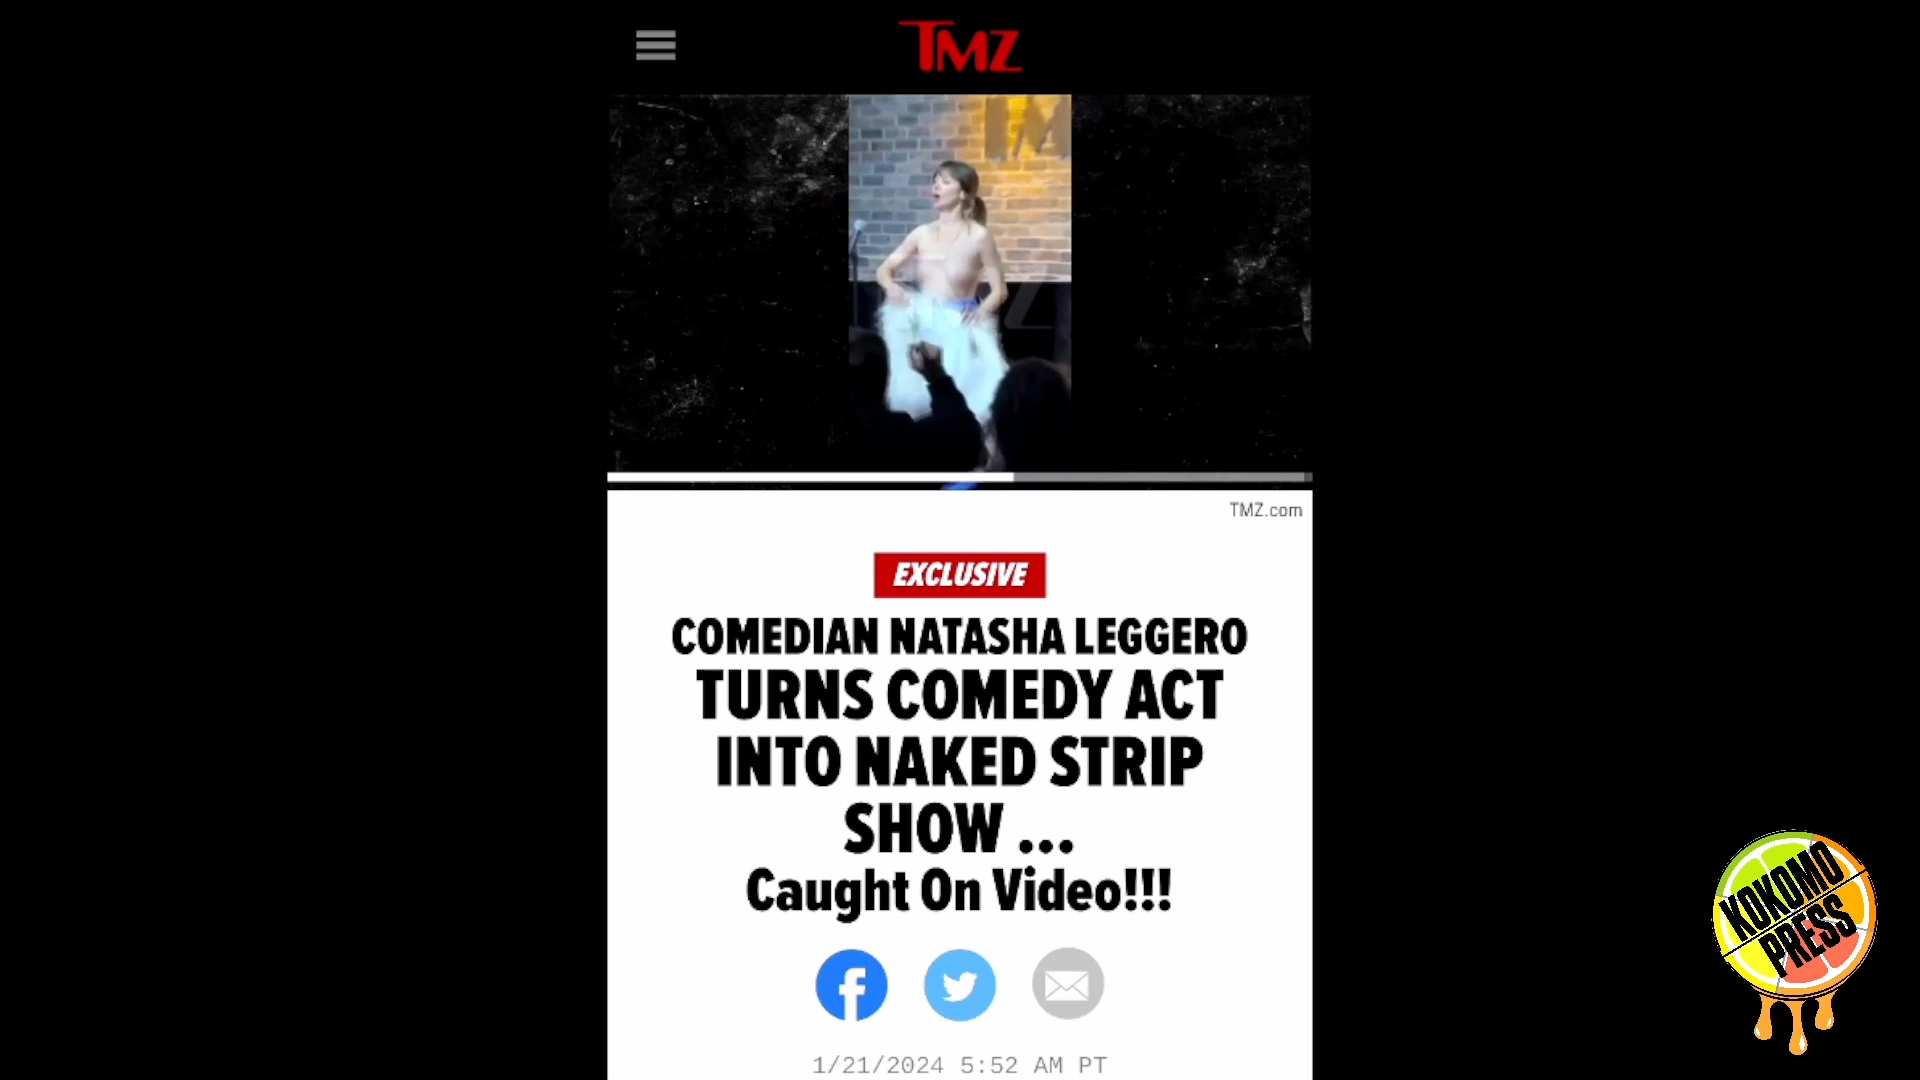 TMZ
TMZ.com
EXCLUSIVE
COMEDIAN NATASHA LEGGERO
TURNS COMEDY ACT
INTO NAKED STRIP
SHOW ...
Caught On Video!!!
KOKOMO
PRESS
1/21/2024 5:52 AM PT